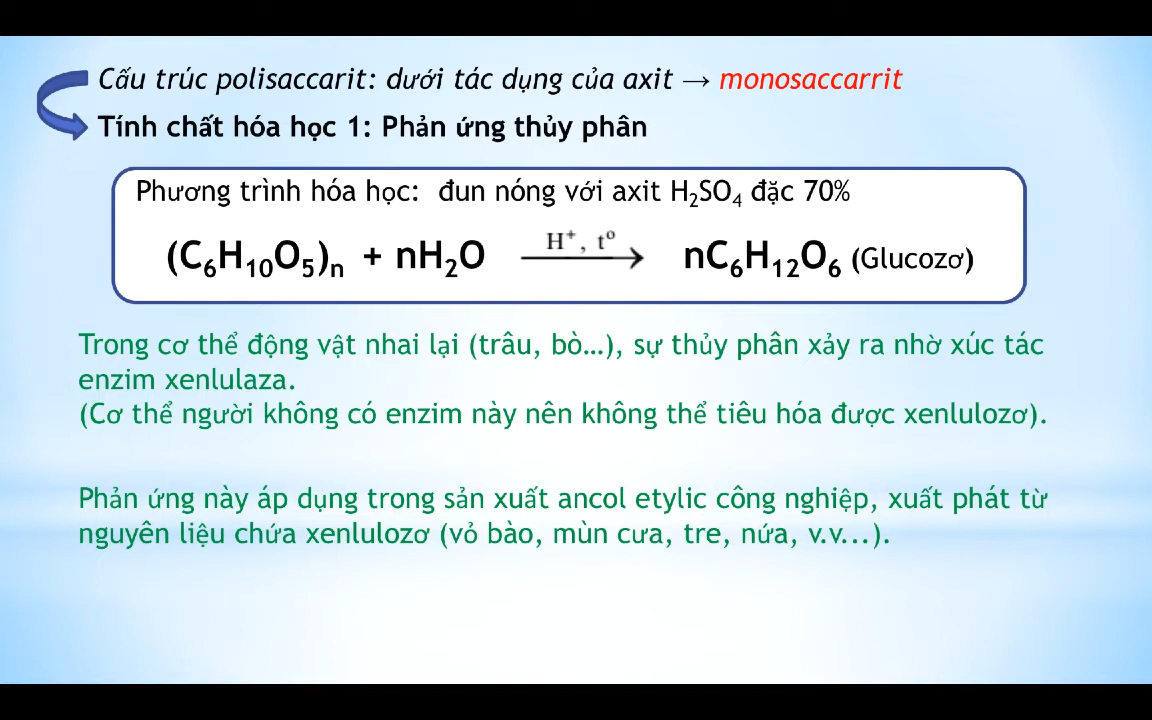 Cấu trúc polisaccarit: dưới tác dụng của axit → monosaccarrit
Tính chất hóa học 1: Phản ứng thủy phân
Phương trình hóa học: đun nóng với axit H₂SO₄ đặc 70%
(C₆H₁₀O₅)ₙ + nH₂O H⁺, tᵒ → nC₆H₁₂O₆ (Glucozơ)
Trong cơ thể động vật nhai lại (trâu, bò…), sự thủy phân xảy ra nhờ xúc tác
enzim xenlulaza.
(Cơ thể người không có enzim này nên không thể tiêu hóa được xenlulozơ).
Phản ứng này áp dụng trong sản xuất ancol etylic công nghiệp, xuất phát từ
nguyên liệu chứa xenlulozơ (vỏ bào, mùn cưa, tre, nứa, v.v...).